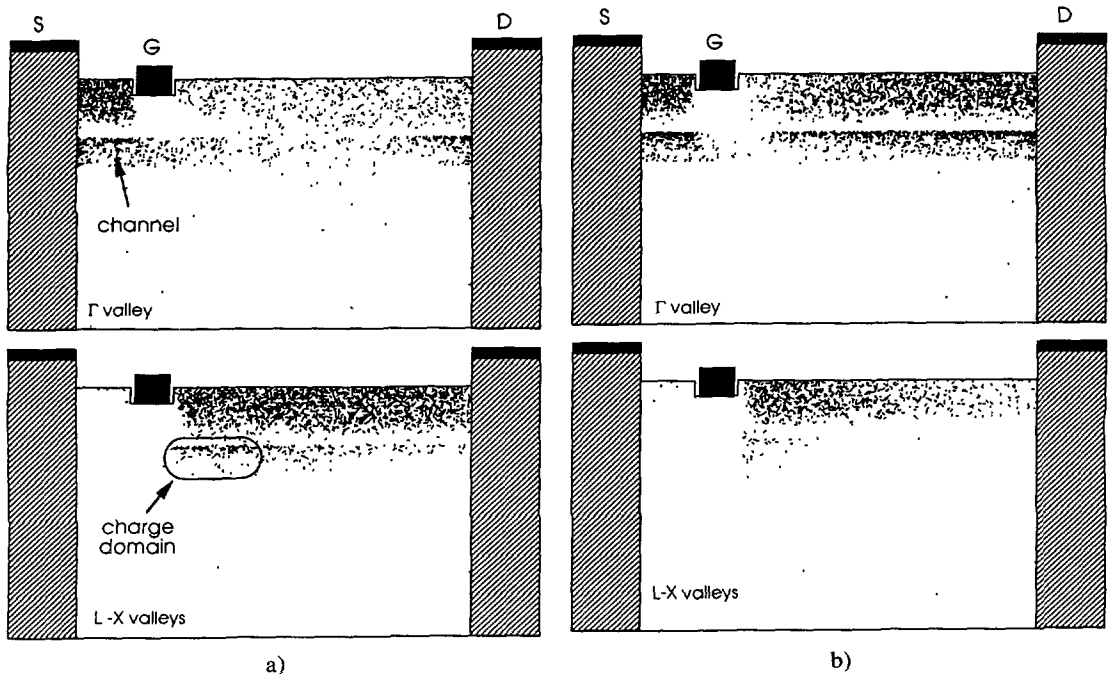 S
G
D
channel
Γ valley
charge
domain
L-X valleys
a)
S
G
D
Γ valley
L-X valleys
b)